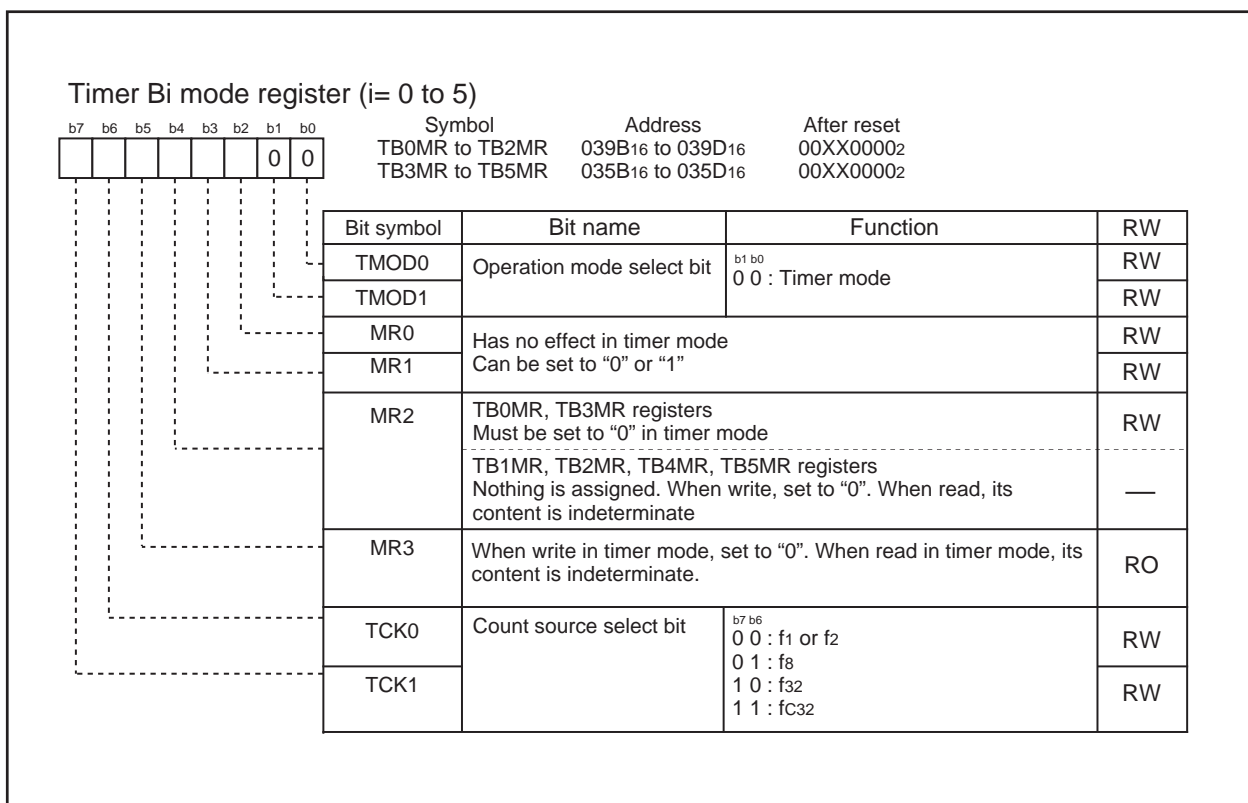 Timer Bi mode register (i= 0 to 5)
b7 b6 b5 b4 b3 b2 b1 b0
0 0
Symbol Address After reset
TB0MR to TB2MR 039B16 to 039D16 00XX00002
TB3MR to TB5MR 035B16 to 035D16 00XX00002
Bit symbol Bit name Function RW
TMOD0 Operation mode select bit b1 b0
0 0 : Timer mode RW
TMOD1 RW
MR0 Has no effect in timer mode RW
MR1 Can be set to “0” or “1” RW
MR2 TB0MR, TB3MR registers
Must be set to “0” in timer mode RW
TB1MR, TB2MR, TB4MR, TB5MR registers
Nothing is assigned. When write, set to “0”. When read, its —
content is indeterminate
MR3 When write in timer mode, set to “0”. When read in timer mode, its
content is indeterminate. RO
TCK0 Count source select bit b7 b6
0 0 : f1 or f2 RW
0 1 : f8
TCK1 1 0 : f32 RW
1 1 : fC32